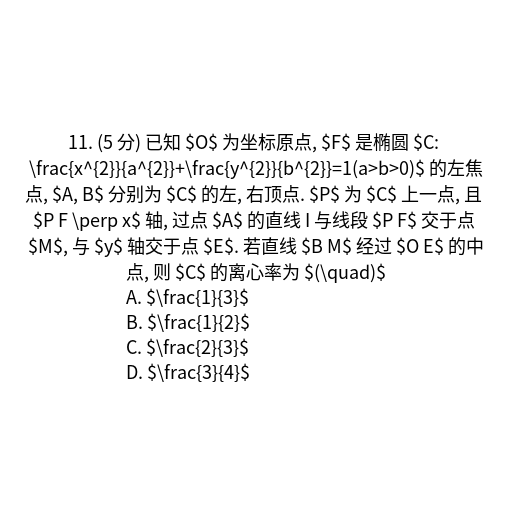 11. (5 分) 已知 $O$ 为坐标原点, $F$ 是椭圆 $C:
\frac{x^{2}}{a^{2}}+\frac{y^{2}}{b^{2}}=1(a>b>0)$ 的左焦
点, $A, B$ 分别为 $C$ 的左, 右顶点. $P$ 为 $C$ 上一点, 且
$P F \perp x$ 轴, 过点 $A$ 的直线 l 与线段 $P F$ 交于点
$M$, 与 $y$ 轴交于点 $E$. 若直线 $B M$ 经过 $O E$ 的中
点, 则 $C$ 的离心率为 $(\quad)$
A. $\frac{1}{3}$
B. $\frac{1}{2}$
C. $\frac{2}{3}$
D. $\frac{3}{4}$